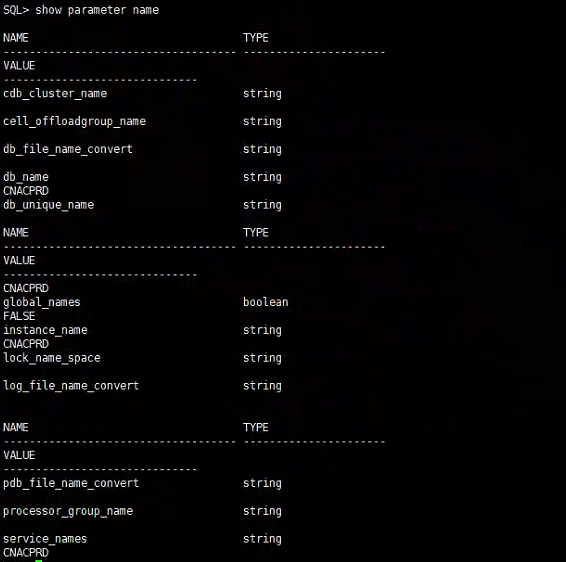 SQL> show parameter name
NAME TYPE
------------------------------------ ----------------------
VALUE
------------------------------
cdb_cluster_name string
cell_offloadgroup_name string
db_file_name_convert string
db_name string
CNACPRD
db_unique_name string
NAME TYPE
------------------------------------ ----------------------
VALUE
------------------------------
CNACPRD
global_names boolean
FALSE
instance_name string
CNACPRD
lock_name_space string
log_file_name_convert string
NAME TYPE
------------------------------------ ----------------------
VALUE
------------------------------
pdb_file_name_convert string
processor_group_name string
service_names string
CNACPRD